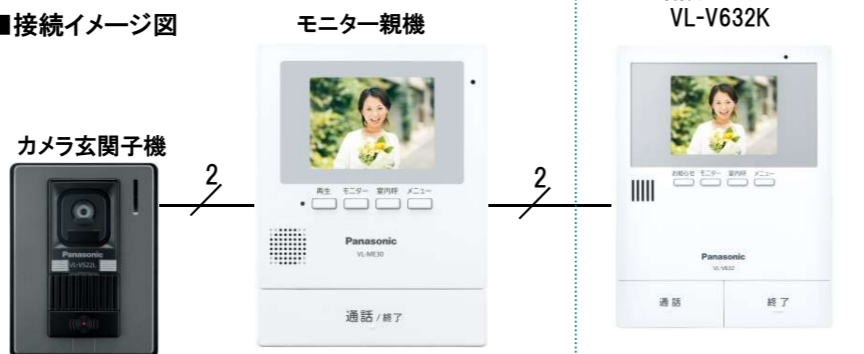 ■接続イメージ図
モニター親機
VL-V632K
カメラ玄関子機
2
2
再生 モニター 室内呼 メニュー
お知らせ モニター 室内呼 メニュー
Panasonic
VL-V522L
Panasonic
VL-ME30
Panasonic
VL-V632
通話/終了
通話 終了